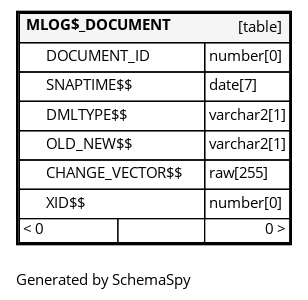 MLOG$_DOCUMENT [table]
DOCUMENT_ID number[0]
SNAPTIME$$ date[7]
DMLTYPE$$ varchar2[1]
OLD_NEW$$ varchar2[1]
CHANGE_VECTOR$$ raw[255]
XID$$ number[0]
< 0 0 >
Generated by SchemaSpy